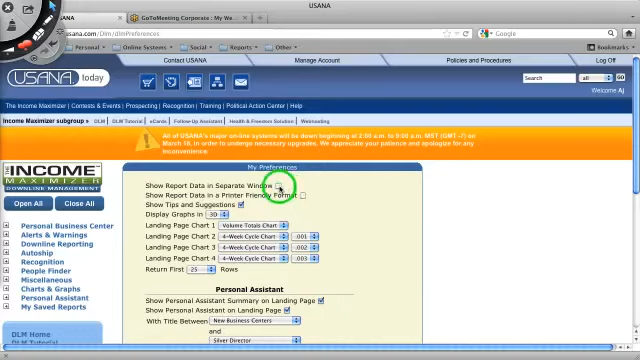 USANA
GoToMeeting Corporate : My We...
usana.com/Dlm/dlmPreferences
Google
Personal
Online Systems
Social
Reports
Other
Bookmarks
Contact USANA
Manage Account
Policies and Procedures
Log Off
USANA today
Search
all
GO
Welcome AJ
The Income Maximizer | Contests & Events | Prospecting | Recognition | Training | Political Action Center | Help
Income Maximizer subgroup DLM DLM Tutorial eCards Follow-Up Assistant Health & Freedom Solution Webhosting
All of USANA's major on-line systems will be down beginning at 2:00 a.m. to 9:00 a.m. MST (GMT -7)
on March 18, in order to undergo necessary upgrades. We appreciate your patience and apologize for any
inconvenience.
THE INCOME
MAXIMIZER
DOWNLINE MANAGEMENT
Open All
Close All
Personal Business Center
Alerts & Warnings
Downline Reporting
Autoship
Recognition
People Finder
Miscellaneous
Charts & Graphs
Personal Assistant
My Saved Reports
DLM Home
DLM Tutorial
My Preferences
Show Report Data in Separate Window
Show Report Data in a Printer Friendly Format
Show Tips and Suggestions
Display Graphs in 3D
Landing Page Chart 1 Volume Totals Chart
Landing Page Chart 2 4-Week Cycle Chart .001
Landing Page Chart 3 4-Week Cycle Chart .002
Landing Page Chart 4 4-Week Cycle Chart .003
Return First 25 Rows
Personal Assistant
Show Personal Assistant Summary on Landing Page
Show Personal Assistant on Landing Page
With Title Between New Business Centers
and
Silver Director